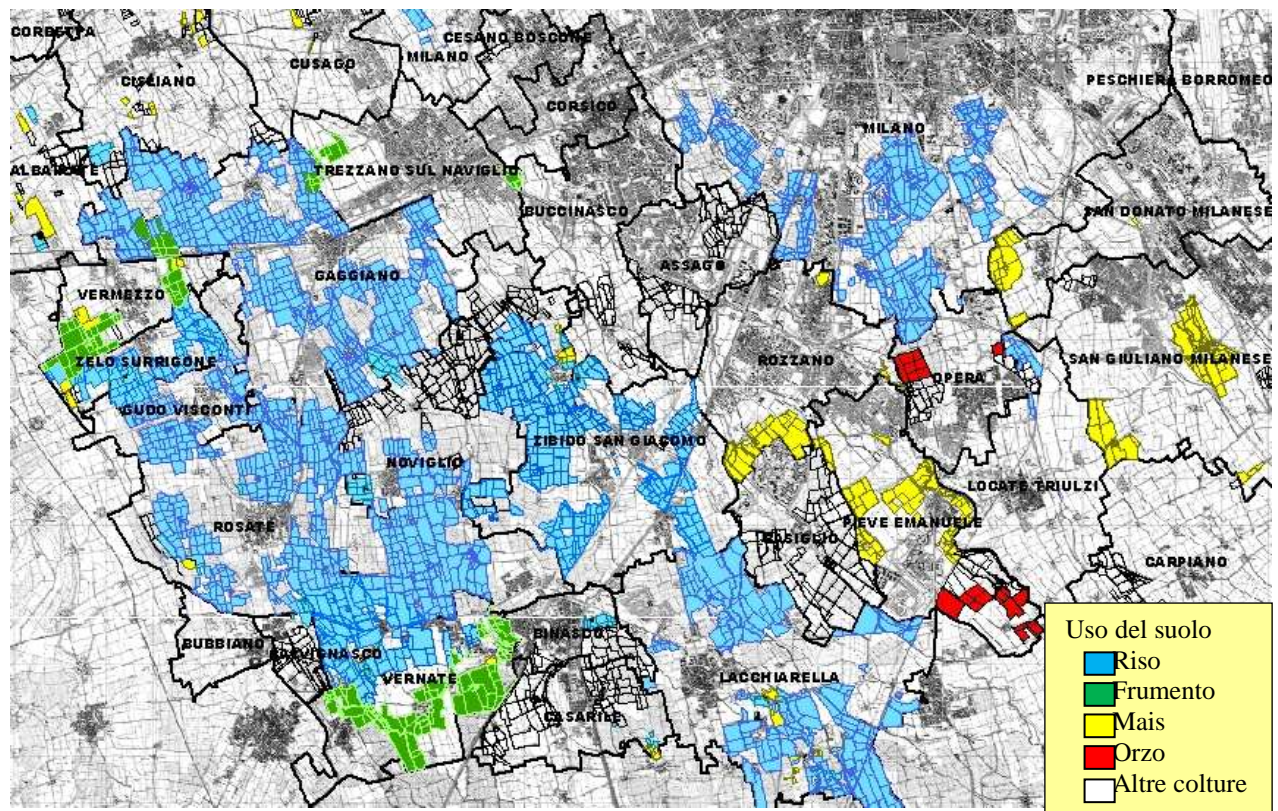 CORBETTA
CISLIANO
CUSAGO
MILANO
CESANO BOSCONE
CORSICO
MILANO
PESCHIERA BORROMEO
ALBAIRATE
TREZZANO SUL NAVIGLIO
BUCCINASCO
SAN DONATO MILANESE
GAGGIANO
ASSAGO
VERMEZZO
ZELO SURRIGONE
ROZZANO
OPERA
SAN GIULIANO MILANESE
GUDO VISCONTI
NOVIGLIO
ZIBIDO SAN GIACOMO
LOCATE TRIULZI
ROSATE
BASIGLIO
PIEVE EMANUELE
CARPIANO
BUBBIANO
CALVIGNASCO
BINASCO
VERNATE
LACCHIARELLA
CASARILE
Uso del suolo
Riso
Frumento
Mais
Orzo
Altre colture